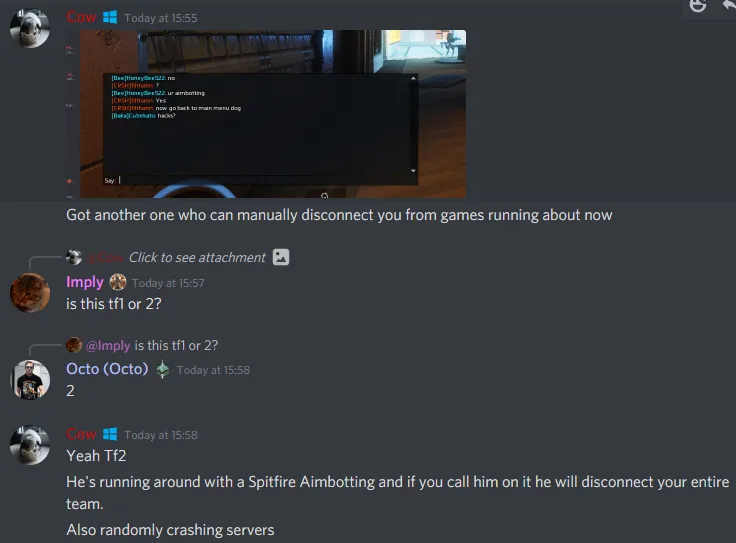 Cow Today at 15:55
[Bee]HoneyBee522: no
[CRSH]filthatin: ?
[Bee]HoneyBee522: ur aimbotting
[CRSH]filthatin: Yes
[CRSH]filthatin: now go back to main menu dog
[Baka]Cutiekato: hacks?
Say:
Got another one who can manually disconnect you from games running about now
Click to see attachment
Imply Today at 15:57
is this tf1 or 2?
@Imply is this tf1 or 2?
Octo (Octo) Today at 15:58
2
Cow Today at 15:58
Yeah Tf2
He's running around with a Spitfire Aimbotting and if you call him on it he will disconnect your entire
team.
Also randomly crashing servers